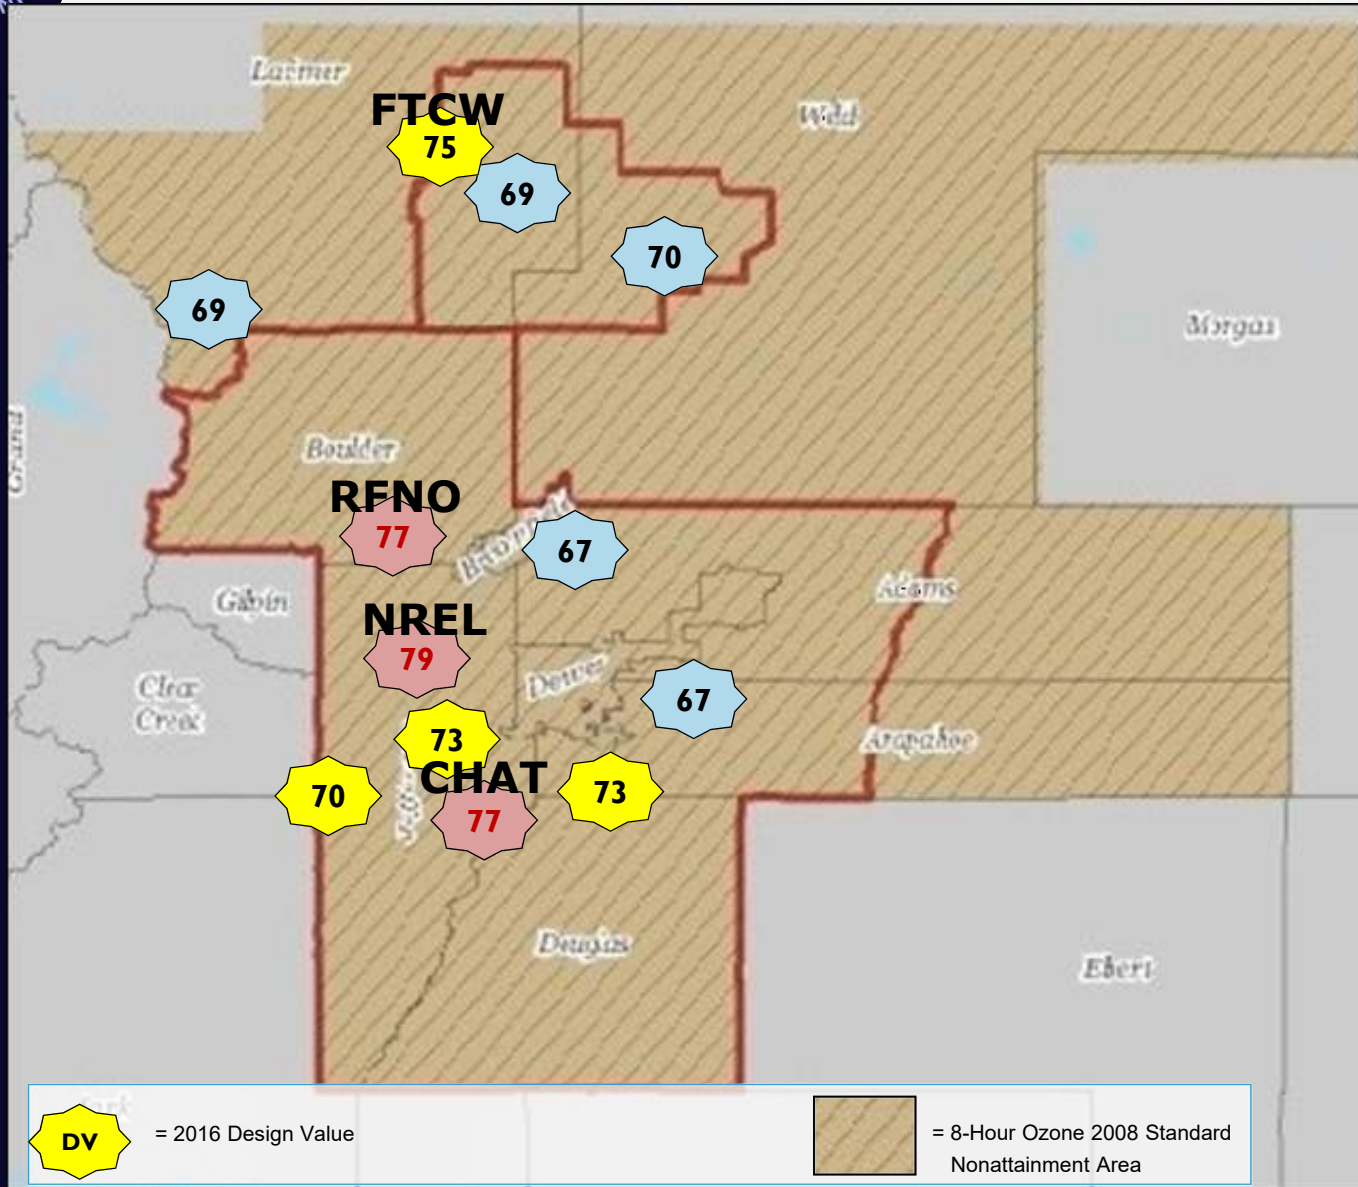 Larimer
Weld
FTCW
75
69
70
69
Morgan
Grand
Boulder
RFNO
77
Broomfield
67
Adams
Gilpin
NREL
79
Denver
67
Clear
Creek
73
Arapahoe
CHAT
70
73
77
Douglas
Elbert
DV
= 2016 Design Value
= 8-Hour Ozone 2008 Standard
Nonattainment Area